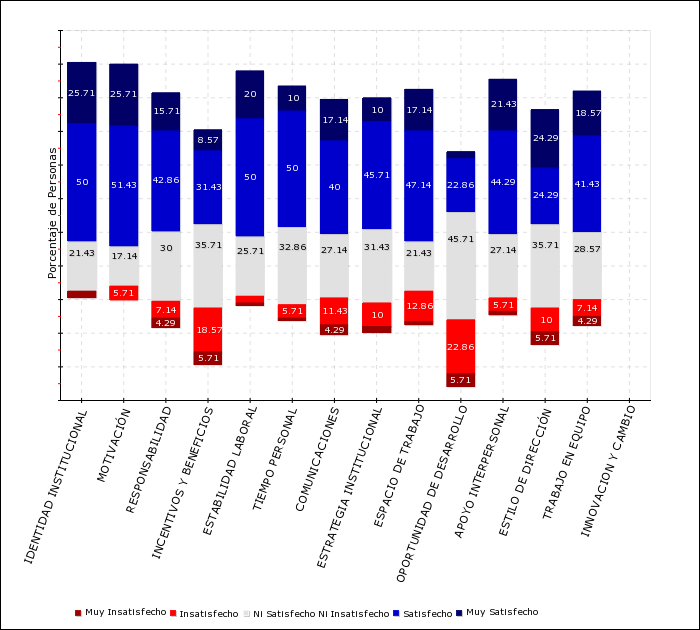 Porcentaje de Personas
25.71 25.71 15.71 8.57 20 10 17.14 10 17.14 21.43 24.29 18.57
50 51.43 42.86 31.43 50 50 40 45.71 47.14 22.86 44.29 24.29 41.43
21.43 17.14 30 35.71 25.71 32.86 27.14 31.43 21.43 45.71 27.14 35.71 28.57
5.71 7.14 18.57 5.71 11.43 10 12.86 22.86 5.71 10 7.14
4.29 5.71 4.29 5.71 5.71 4.29
IDENTIDAD INSTITUCIONAL
MOTIVACIÓN
RESPONSABILIDAD
INCENTIVOS Y BENEFICIOS
ESTABILIDAD LABORAL
TIEMPO PERSONAL
COMUNICACIONES
ESTRATEGIA INSTITUCIONAL
ESPACIO DE TRABAJO
OPORTUNIDAD DE DESARROLLO
APOYO INTERPERSONAL
ESTILO DE DIRECCIÓN
TRABAJO EN EQUIPO
INNOVACION Y CAMBIO
Muy Insatisfecho Insatisfecho Ni Satisfecho Ni Insatisfecho Satisfecho Muy Satisfecho